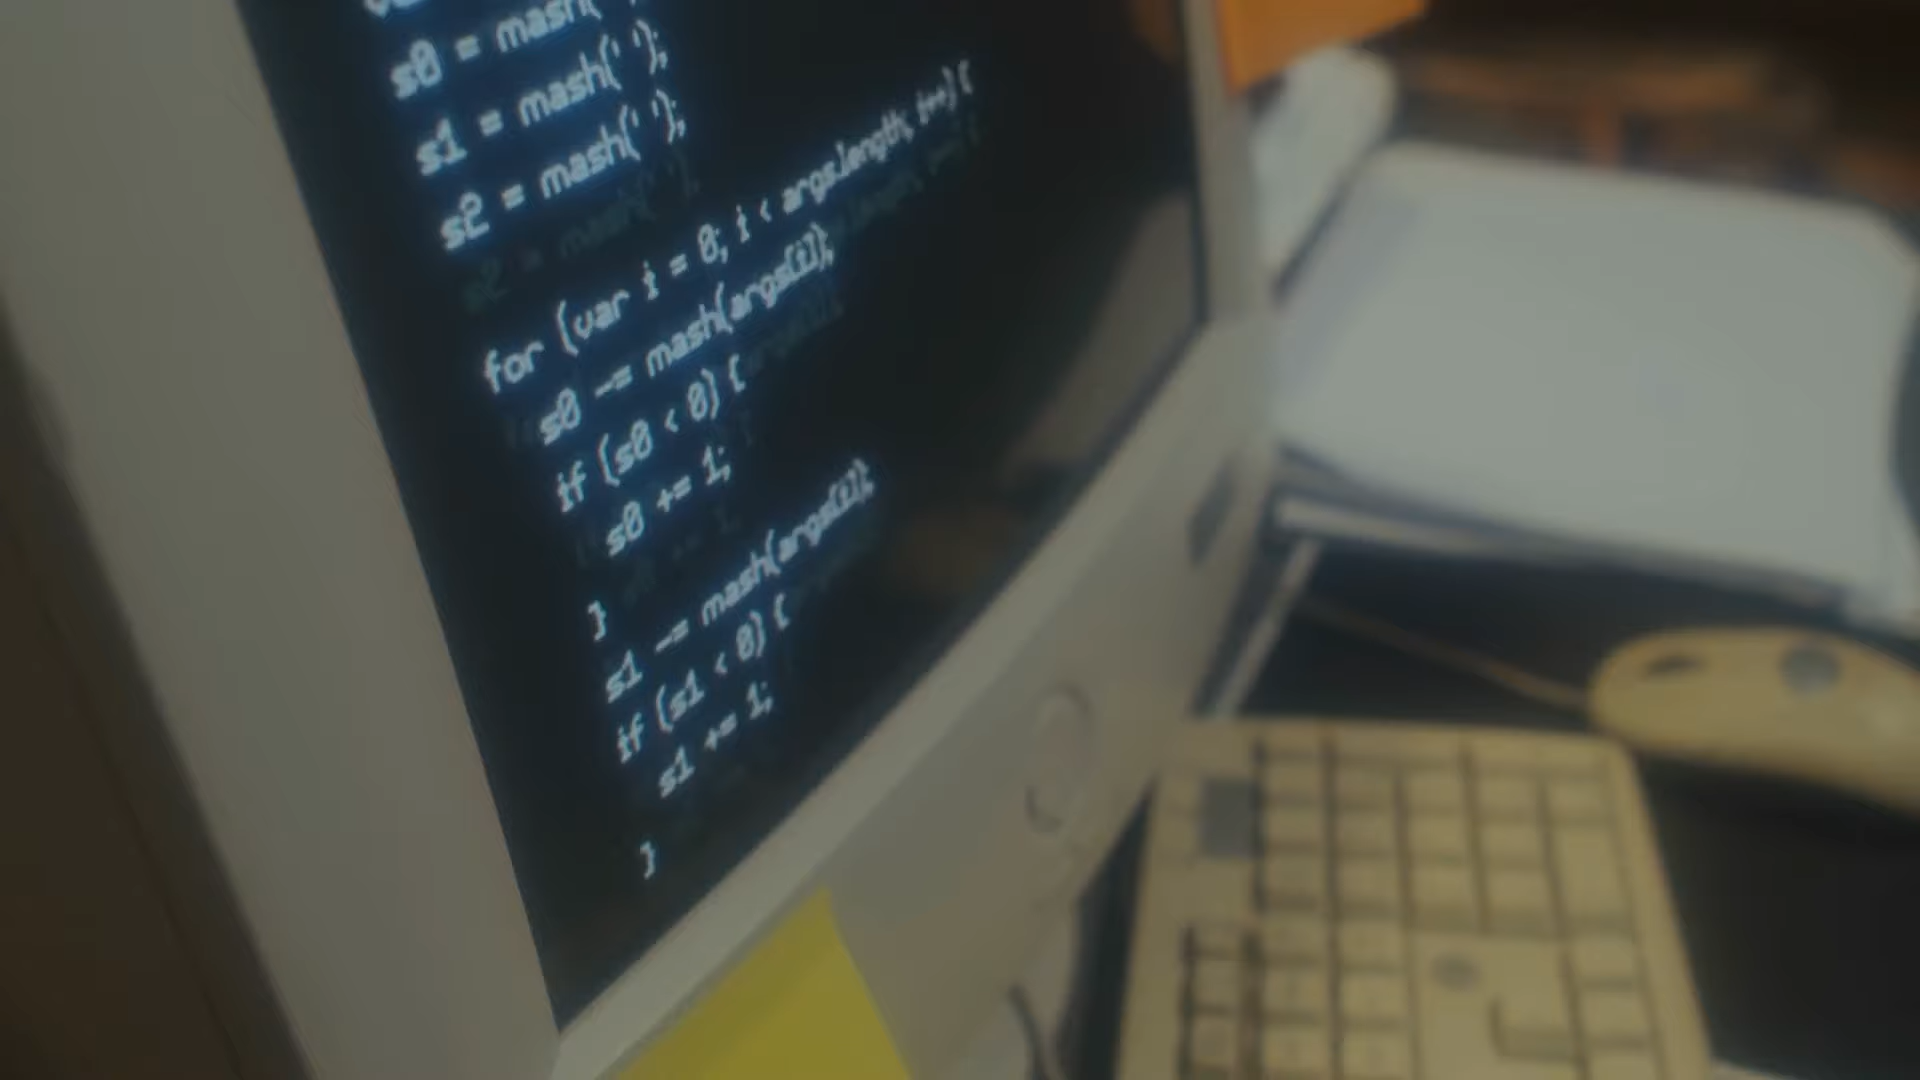 s0 = mash(
s1 = mash(' ');
s2 = mash(' ');
for (var i = 0; i < args.length; i++) {
s0 -= mash(args[i]);
if (s0 < 0) {
s0 += 1;
}
s1 -= mash(args[i]);
if (s1 < 0) {
s1 += 1;
}